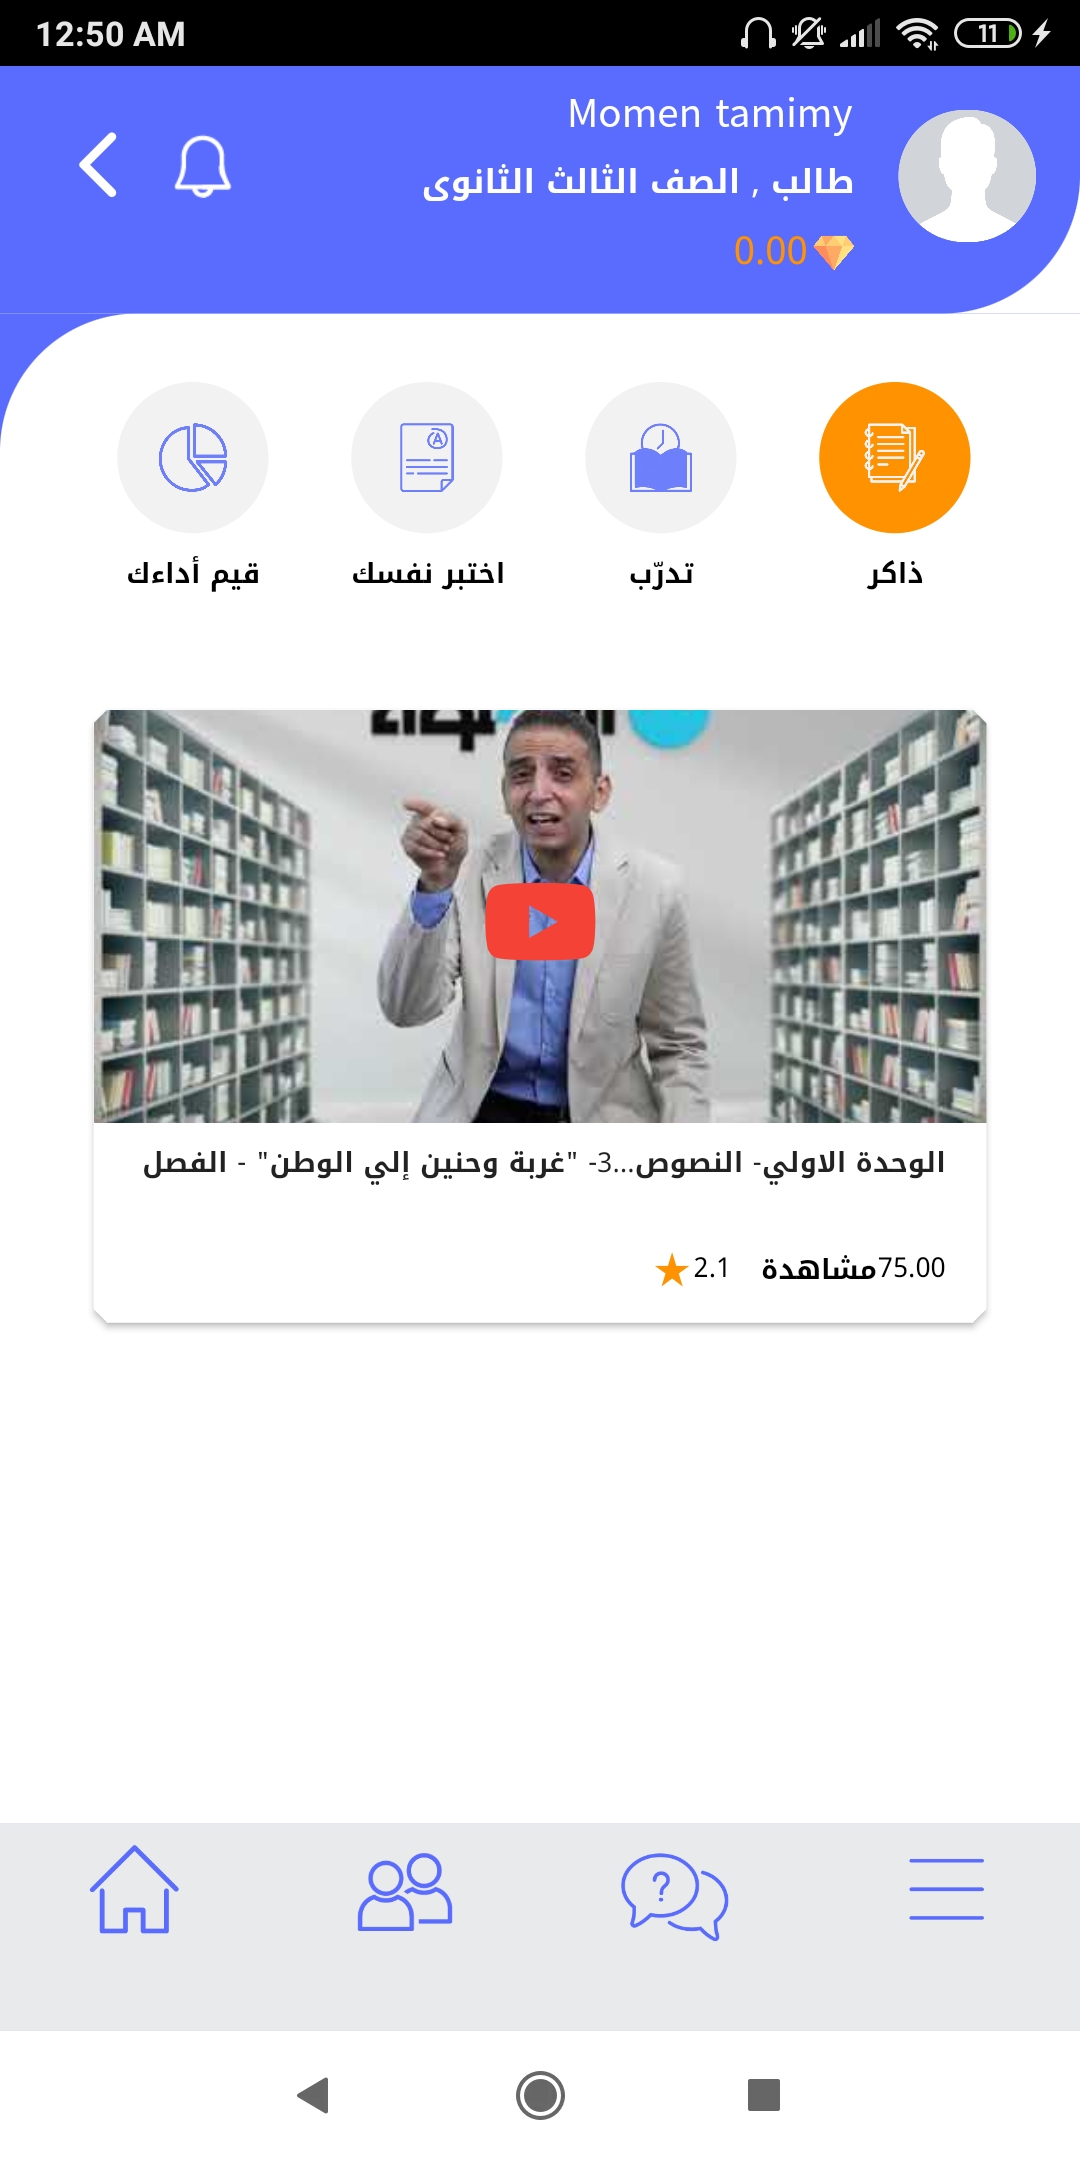 12:50 AM
11
Momen tamimy
طالب , الصف الثالث الثانوى
0.00
ذاكر
تدرّب
اختبر نفسك
قيم أداءك
A
الوحدة الاولي- النصوص...3- "غربة وحنين إلي الوطن" - الفصل
75.00مشاهدة 2.1
?